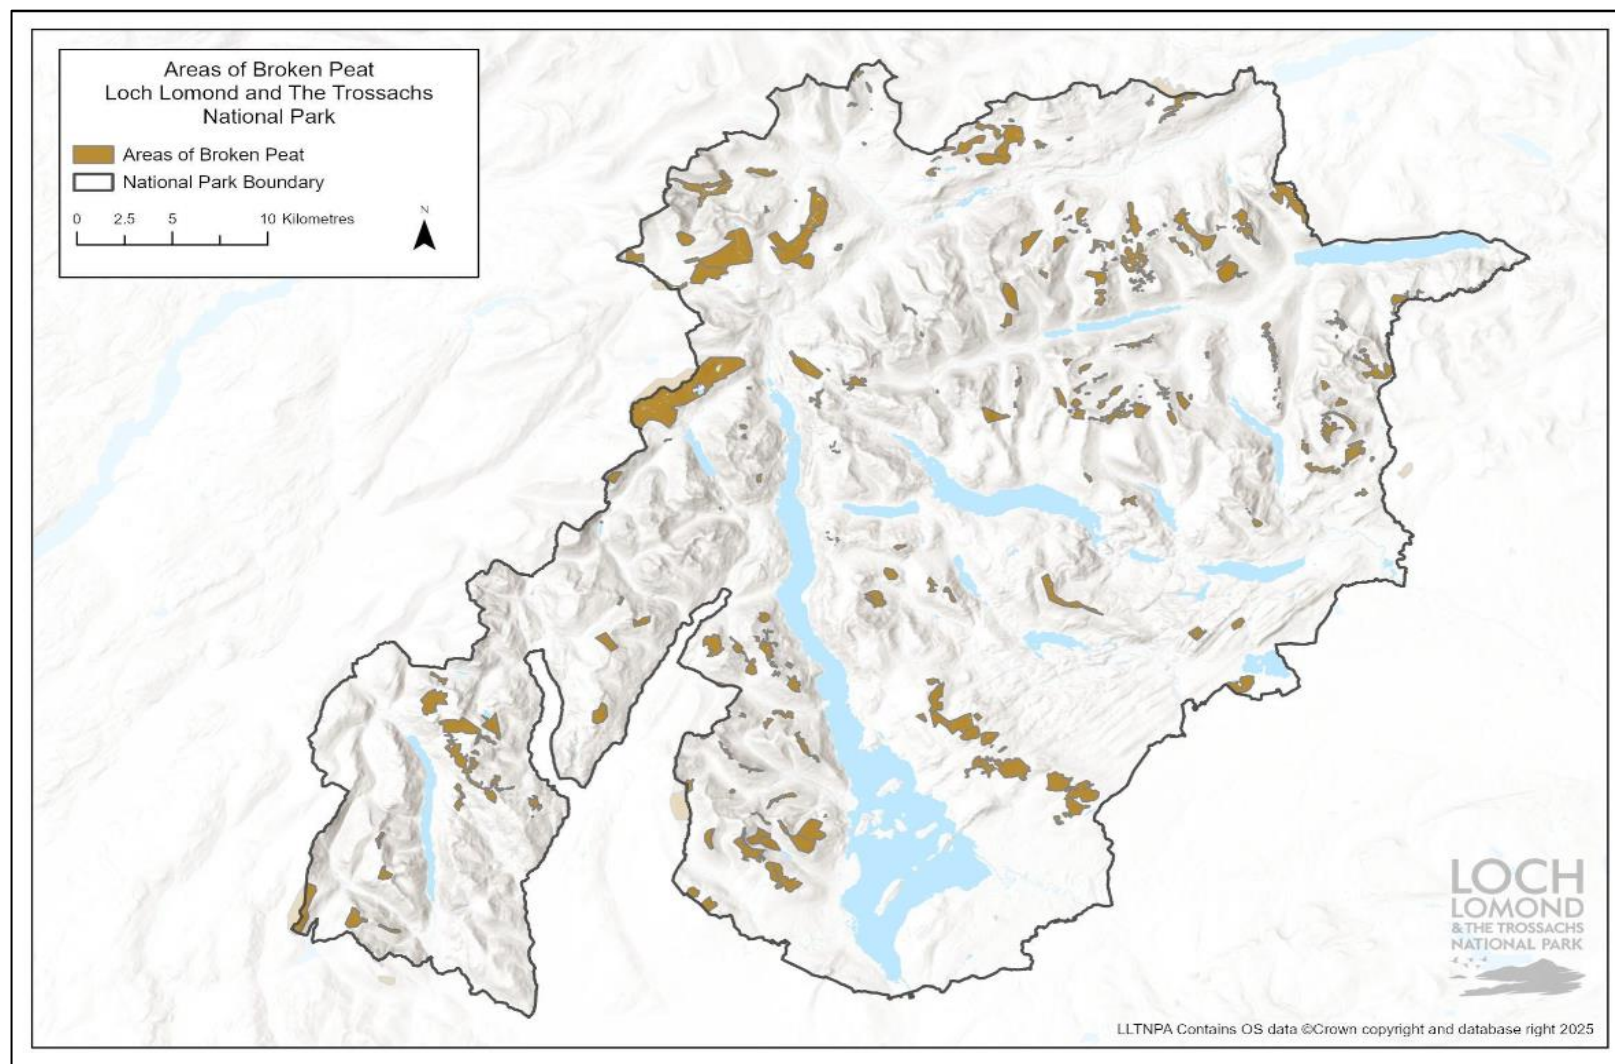 Areas of Broken Peat
Loch Lomond and The Trossachs
National Park
Areas of Broken Peat
National Park Boundary
0 2.5 5 10 Kilometres
N
LOCH
LOMOND
& THE TROSSACHS
NATIONAL PARK
LLTNPA Contains OS data ©Crown copyright and database right 2025